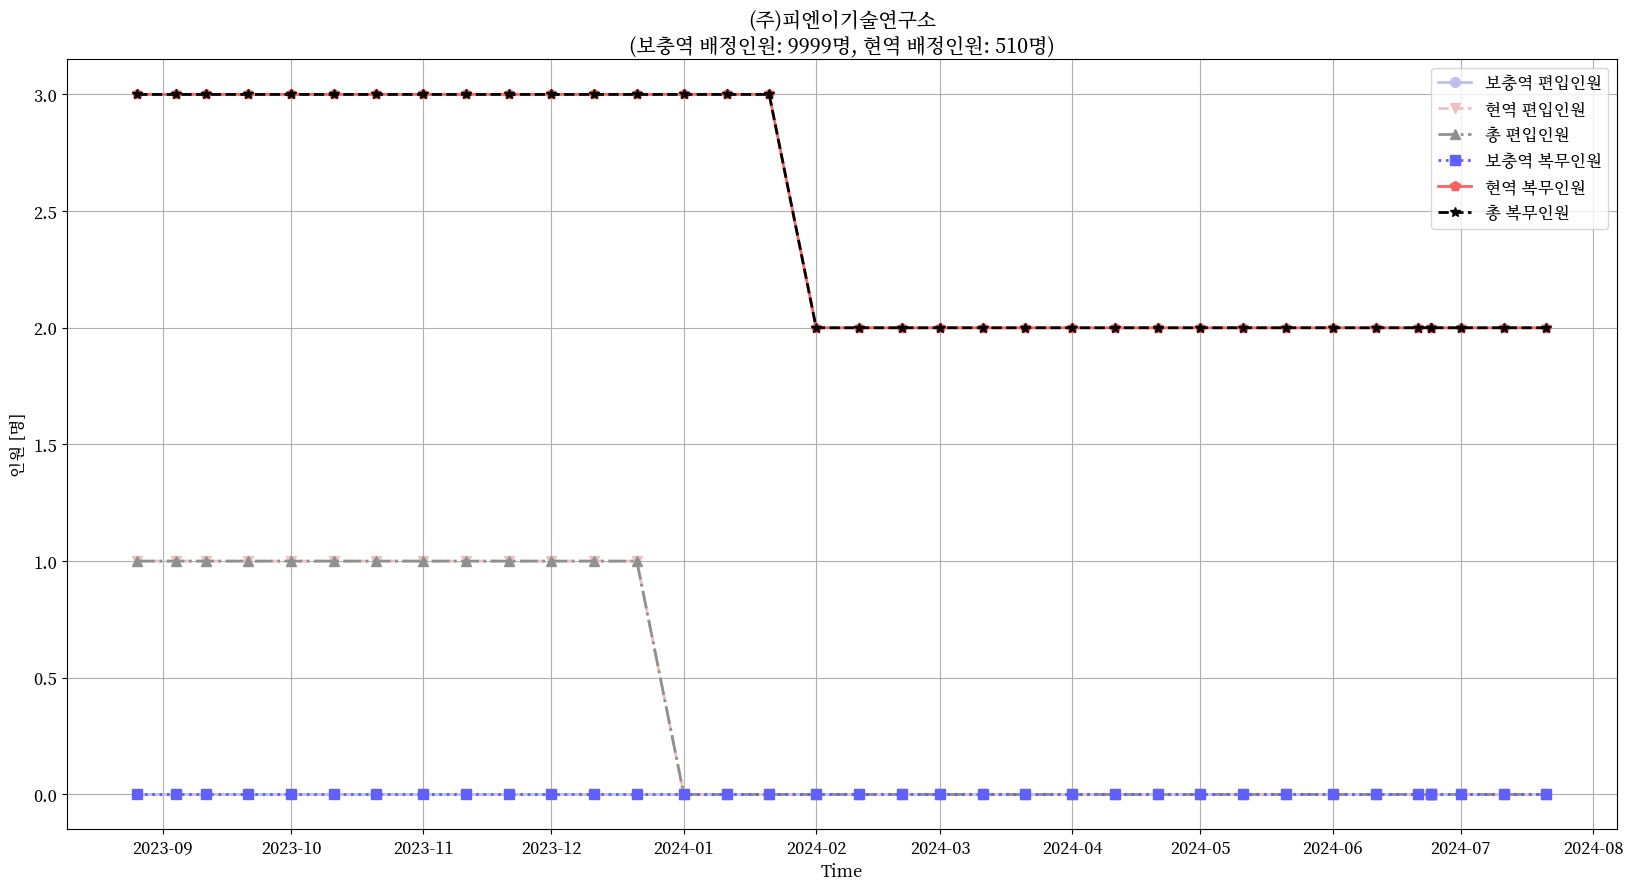 (주)피엔이기술연구소
(보충역 배정인원: 9999명, 현역 배정인원: 510명)
보충역 편입인원
현역 편입인원
총 편입인원
보충역 복무인원
현역 복무인원
총 복무인원
3.0
2.5
2.0
1.5
1.0
0.5
0.0
인원 [명]
2023-09 2023-10 2023-11 2023-12 2024-01 2024-02 2024-03 2024-04 2024-05 2024-06 2024-07 2024-08
Time